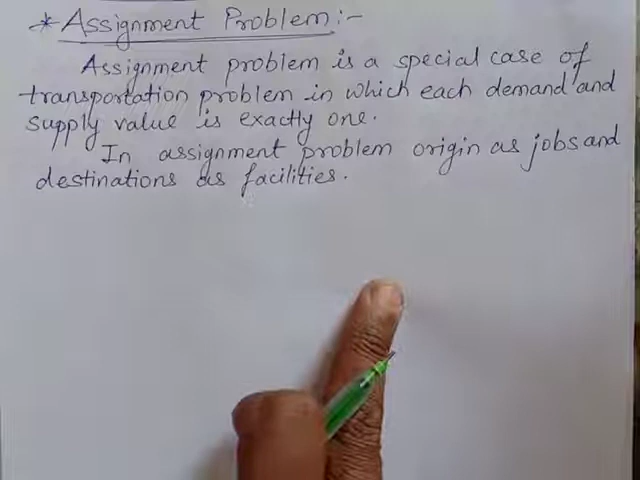 * Assignment Problem :-
Assignment problem is a special case of
transportation problem in which each demand and
supply value is exactly one.
In assignment problem origin as jobs and
destinations as facilities.